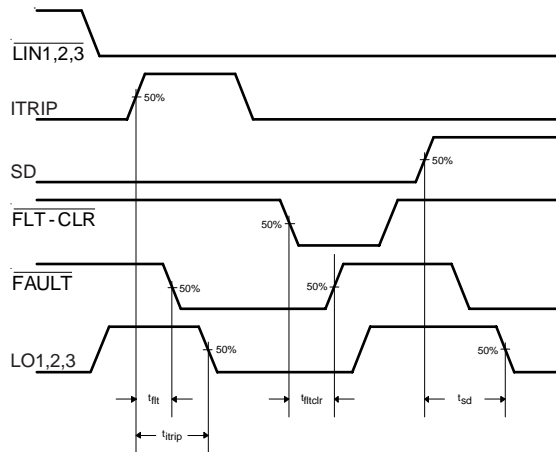 LIN1,2,3
ITRIP
50%
SD
50%
FLT-CLR
50%
FAULT
50%
50%
LO1,2,3
50%
50%
tflt
tfltclr
tsd
titrip